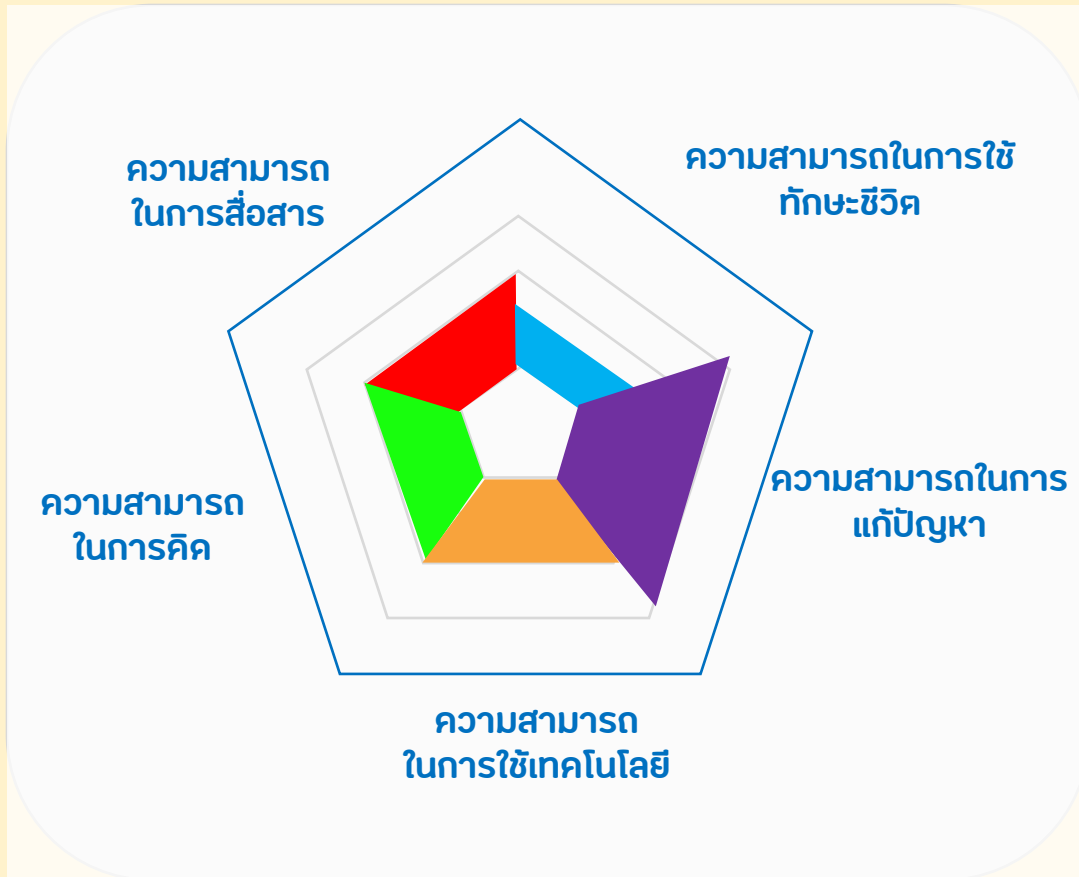 ความสามารถ
ในการสื่อสาร
ความสามารถในการใช้
ทักษะชีวิต
ความสามารถ
ในการคิด
ความสามารถในการ
แก้ปัญหา
ความสามารถ
ในการใช้เทคโนโลยี